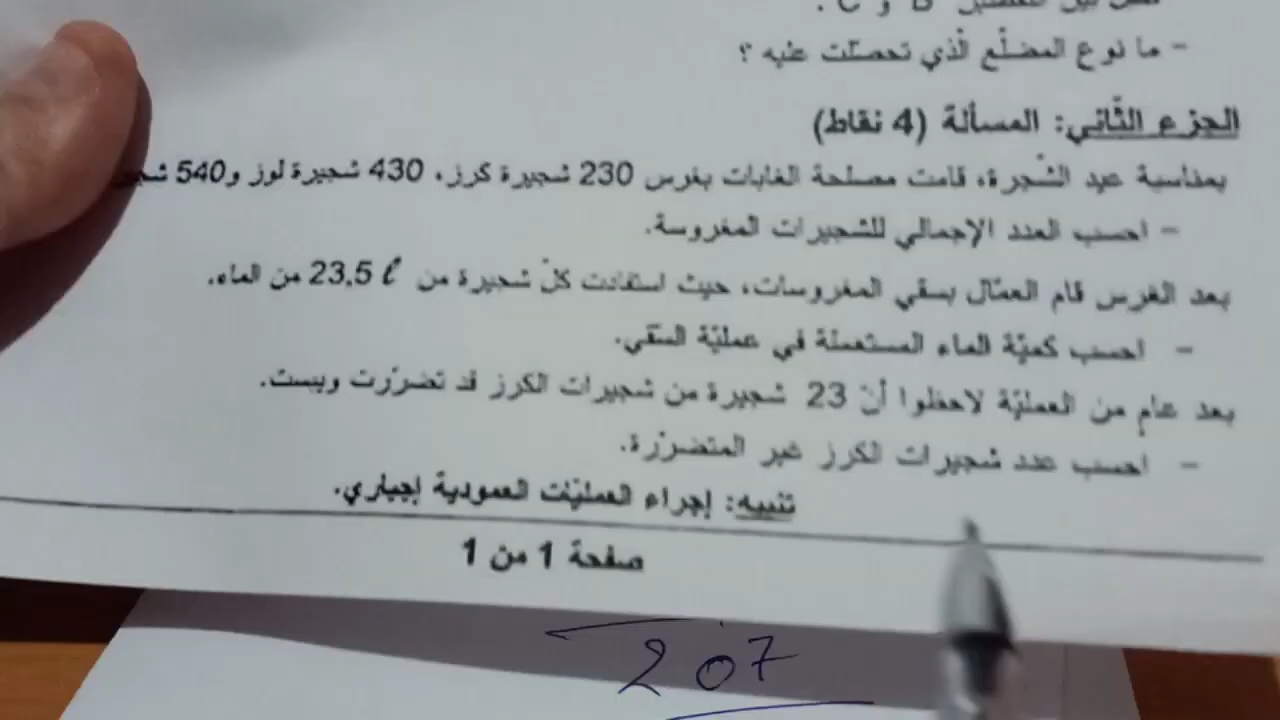 - ما نوع المضلّع الّذي تحصّلت عليه ؟
الجزء الثّاني: المسألة (4 نقاط)
بمناسبة عيد الشّجرة، قامت مصلحة الغابات بغرس 230 شجيرة كرز، 430 شجيرة لوز و540
- احسب العدد الإجمالي للشجيرات المغروسة.
بعد الغرس قام العمّال بسقي المغروسات، حيث استفادت كلّ شجيرة من 23,5 ℓ من الماء.
- احسب كميّة الماء المستعملة في عمليّة السّقي.
بعد عام من العمليّة لاحظوا أنّ 23 شجيرة من شجيرات الكرز قد تضرّرت ويبست.
- احسب عدد شجيرات الكرز غير المتضرّرة.
تنبيه: إجراء العمليّات العمودية إجباري.
صفحة 1 من 1
207